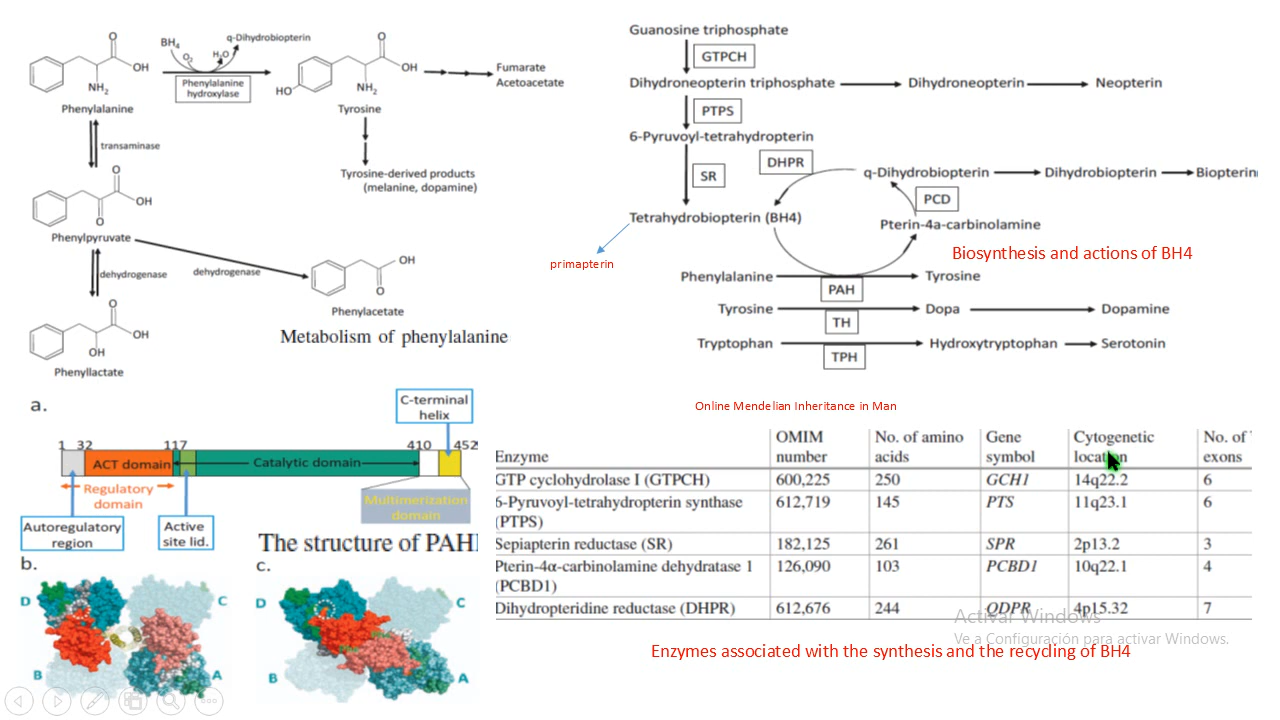 BH4
O2
H2O
q-Dihydrobiopterin
O
OH
NH2
Phenylalanine
Phenylalanine
hydroxylase
O
OH
HO
NH2
Tyrosine
Fumarate
Acetoacetate
transaminase
Tyrosine-derived products
(melanine, dopamine)
O
OH
O
Phenylpyruvate
dehydrogenase
dehydrogenase
OH
O
Phenylacetate
O
OH
OH
Phenyllactate
Metabolism of phenylalanine
Guanosine triphosphate
GTPCH
Dihydroneopterin triphosphate
Dihydroneopterin
Neopterin
PTPS
6-Pyruvoyl-tetrahydropterin
DHPR
SR
q-Dihydrobiopterin
Dihydrobiopterin
Biopterin
PCD
Tetrahydrobiopterin (BH4)
Pterin-4a-carbinolamine
primapterin
Biosynthesis and actions of BH4
Phenylalanine
Tyrosine
PAH
Tyrosine
Dopa
Dopamine
TH
Tryptophan
Hydroxytryptophan
Serotonin
TPH
a.
C-terminal
helix
1 32 117 410 452
ACT domain
Catalytic domain
Regulatory
domain
Multimerization
domain
Autoregulatory
region
Active
site lid.
The structure of PAH
b.
D
C
B
A
c.
D
C
B
A
Online Mendelian Inheritance in Man
Enzyme OMIM number No. of amino acids Gene symbol Cytogenetic location No. of exons
GTP cyclohydrolase I (GTPCH) 600,225 250 GCH1 14q22.2 6
6-Pyruvoyl-tetrahydropterin synthase (PTPS) 612,719 145 PTS 11q23.1 6
Sepiapterin reductase (SR) 182,125 261 SPR 2p13.2 3
Pterin-4α-carbinolamine dehydratase 1 (PCBD1) 126,090 103 PCBD1 10q22.1 4
Dihydropteridine reductase (DHPR) 612,676 244 QDPR 4p15.32 7
Activar Windows
Ve a Configuración para activar Windows.
Enzymes associated with the synthesis and the recycling of BH4